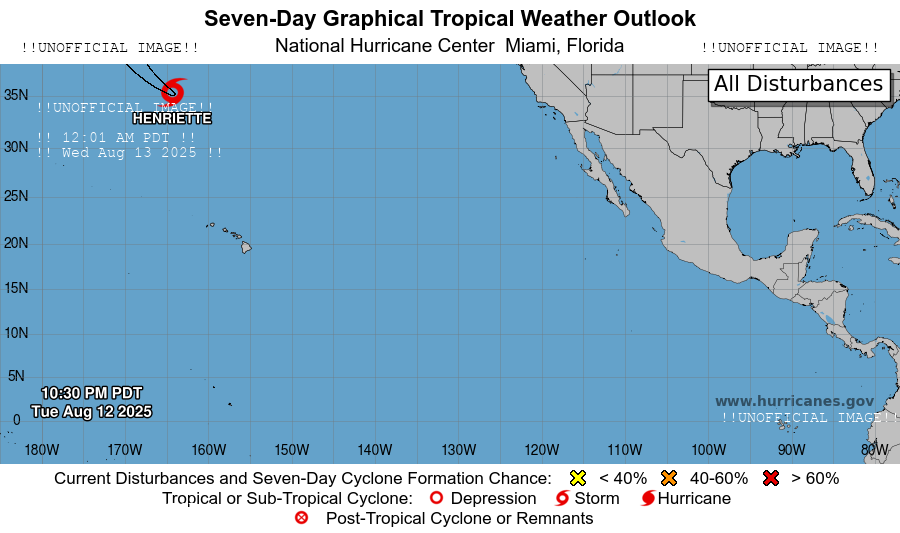 Seven-Day Graphical Tropical Weather Outlook
!!UNOFFICIAL IMAGE!! National Hurricane Center Miami, Florida !!UNOFFICIAL IMAGE!!
All Disturbances
35N
!!UNOFFICIAL IMAGE!!
HENRIETTE
!! 12:01 AM PDT !!
30N
!! Wed Aug 13 2025 !!
25N
20N
15N
10N
5N
10:30 PM PDT
Tue Aug 12 2025
www.hurricanes.gov
0
!!UNOFFICIAL IMAGE!!
180W 170W 160W 150W 140W 130W 120W 110W 100W 90W 80W
Current Disturbances and Seven-Day Cyclone Formation Chance: < 40% 40-60% > 60%
Tropical or Sub-Tropical Cyclone: Depression Storm Hurricane
Post-Tropical Cyclone or Remnants